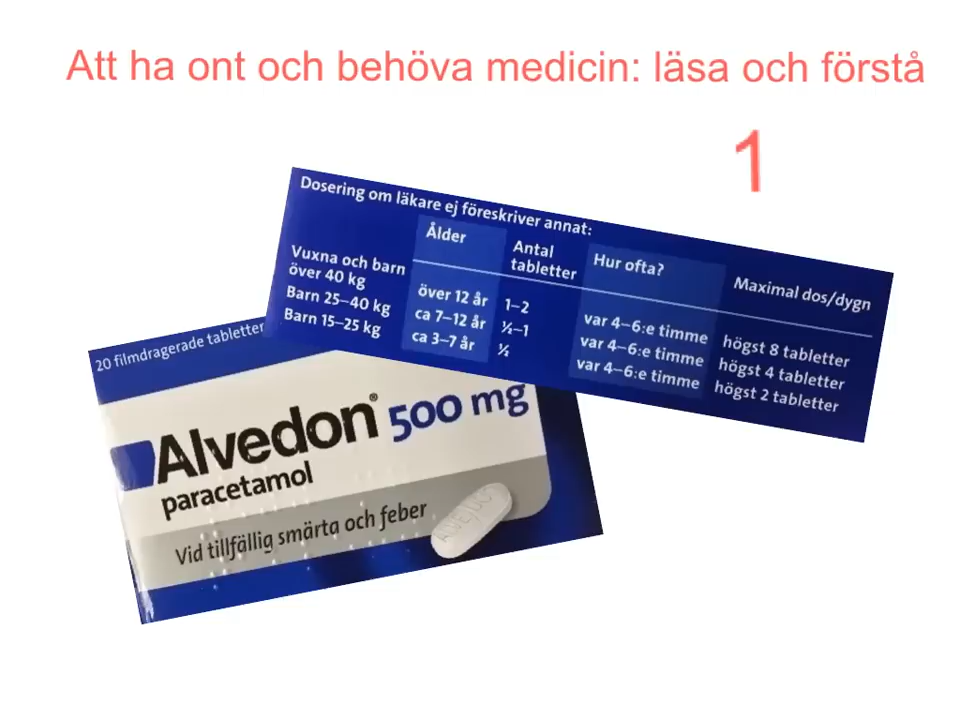 Att ha ont och behöva medicin: läsa och förstå
1
Dosering om läkare ej föreskriver annat:
Ålder Antal tabletter Hur ofta? Maximal dos/dygn
Vuxna och barn över 40 kg över 12 år 1–2 var 4–6:e timme högst 8 tabletter
Barn 25–40 kg ca 7–12 år ½–1 var 4–6:e timme högst 4 tabletter
Barn 15–25 kg ca 3–7 år ½ var 4–6:e timme högst 2 tabletter
20 filmdragerade tabletter
Alvedon® 500 mg
paracetamol
Vid tillfällig smärta och feber